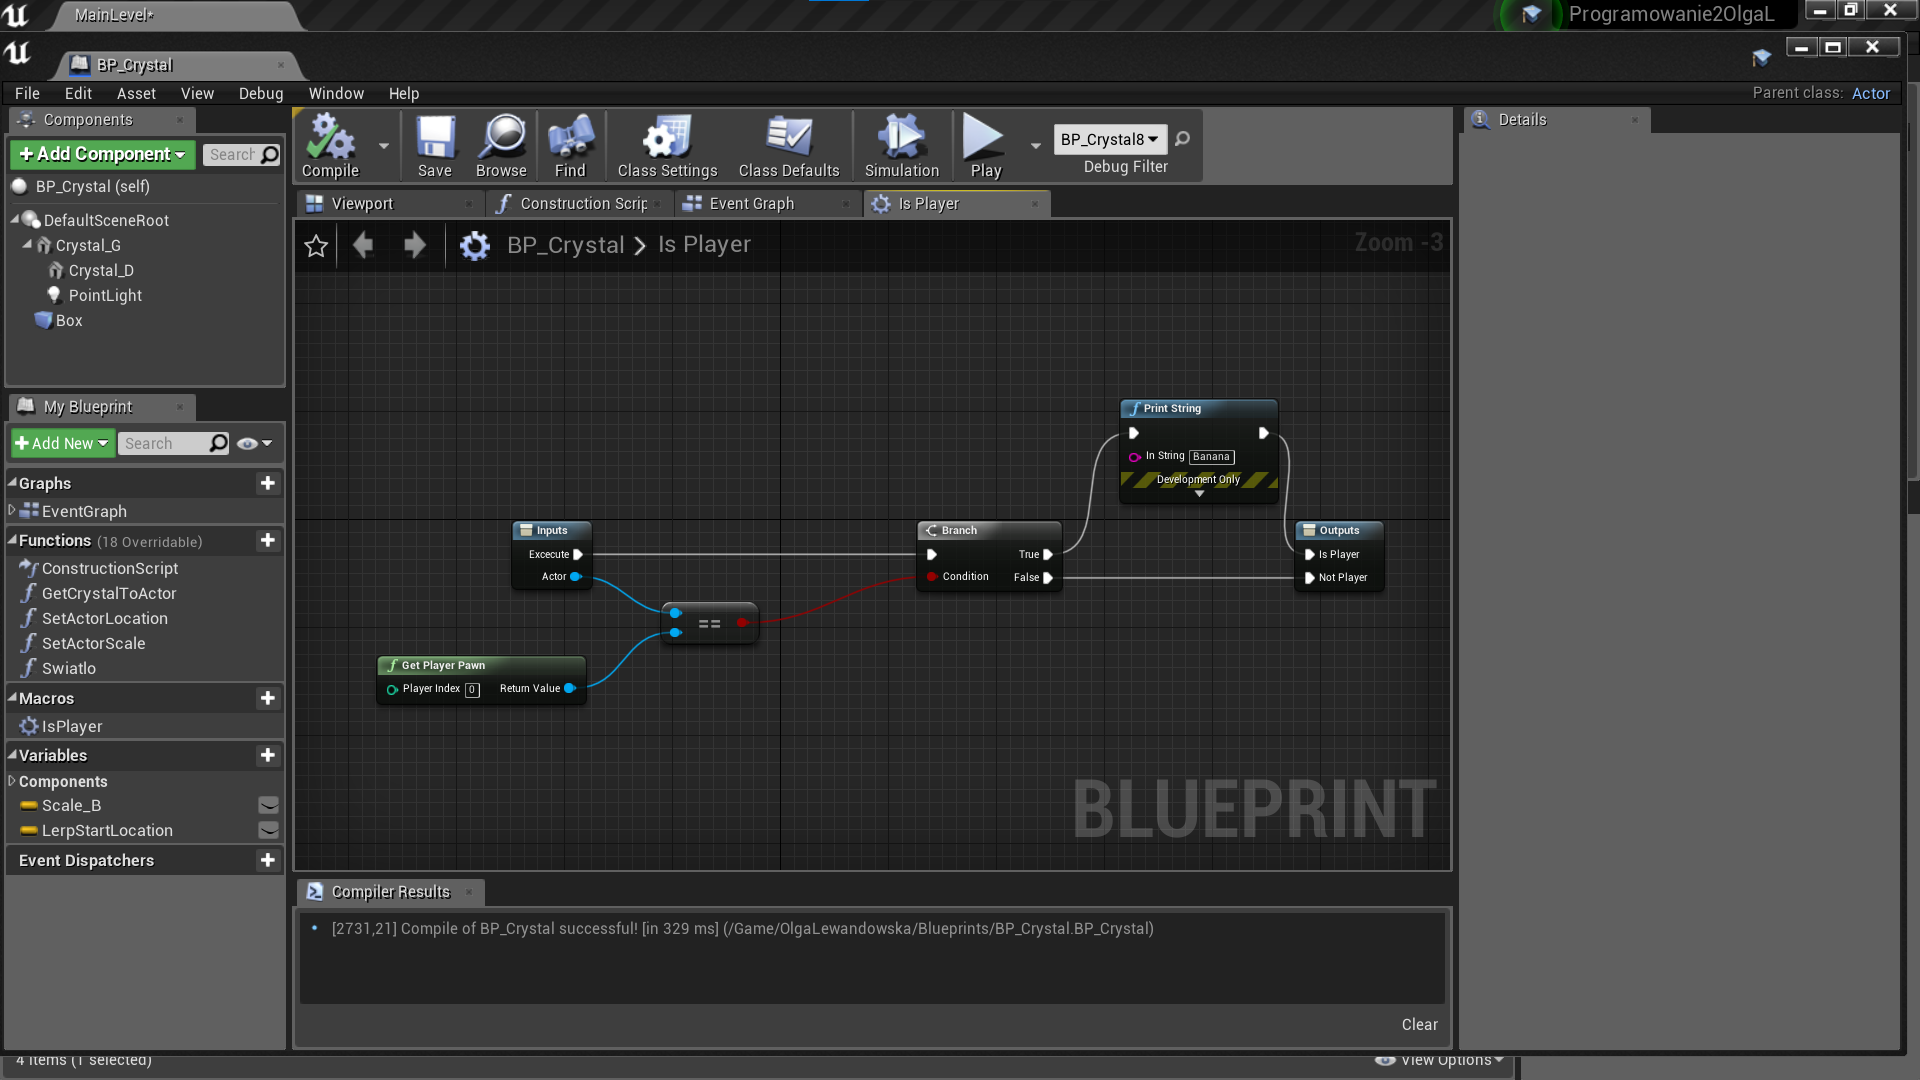 MainLevel*
Programowanie2OlgaL
BP_Crystal
File Edit Asset View Debug Window Help
Parent class: Actor
Components
Add Component
Search
BP_Crystal (self)
DefaultSceneRoot
Crystal_G
Crystal_D
PointLight
Box
Compile
Save
Browse
Find
Class Settings
Class Defaults
Simulation
Play
BP_Crystal8
Debug Filter
Details
Viewport
Construction Scrip
Event Graph
Is Player
BP_Crystal > Is Player
Zoom -3
My Blueprint
Add New
Search
Graphs
EventGraph
Functions (18 Overridable)
ConstructionScript
GetCrystalToActor
SetActorLocation
SetActorScale
Swiatlo
Macros
IsPlayer
Variables
Components
Scale_B
LerpStartLocation
Event Dispatchers
Print String
In String Banana
Development Only
Inputs
Excecute
Actor
Branch
True
Condition
False
Outputs
Is Player
Not Player
==
Get Player Pawn
Player Index 0
Return Value
BLUEPRINT
Compiler Results
[2731,21] Compile of BP_Crystal successful! [in 329 ms] (/Game/OlgaLewandowska/Blueprints/BP_Crystal.BP_Crystal)
Clear
4 items (1 selected)
View Options